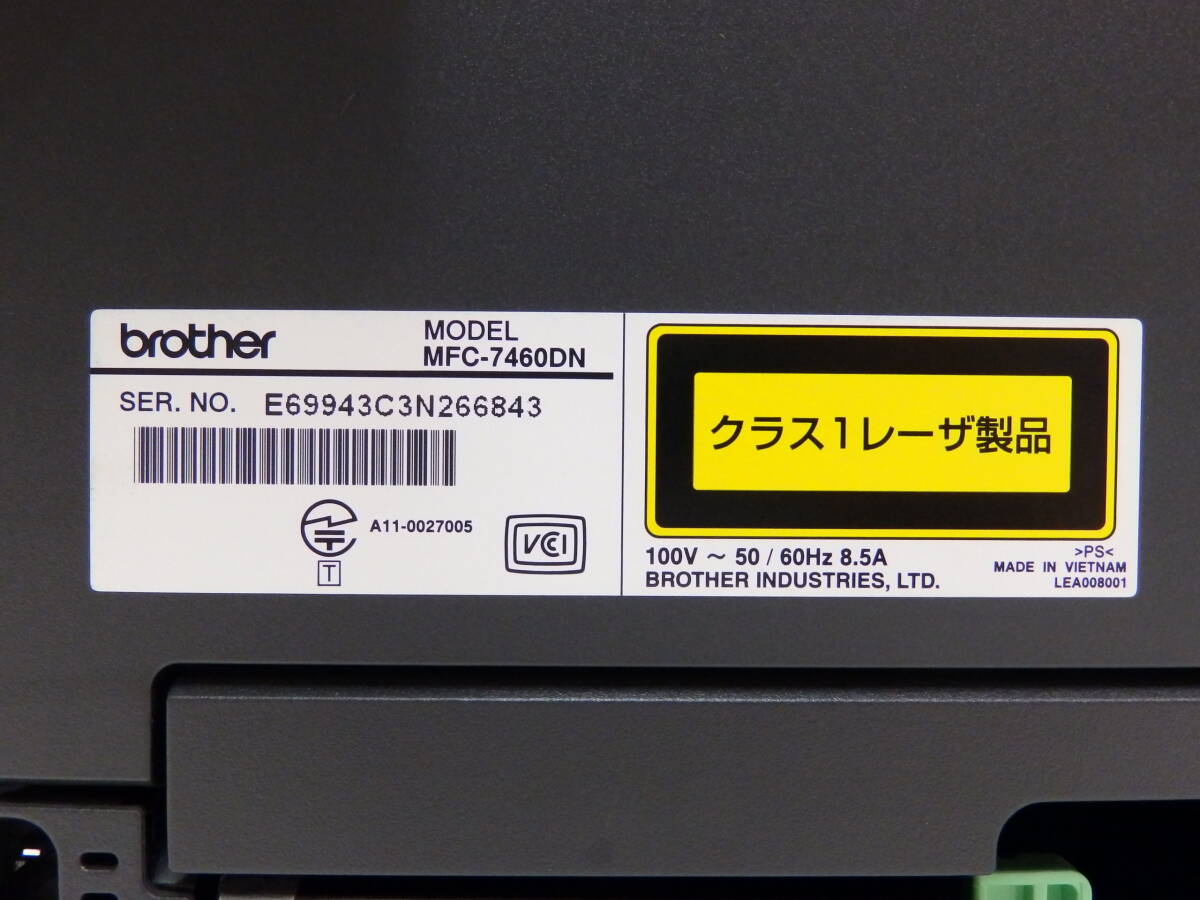 brother
MODEL
MFC-7460DN
SER. NO. E69943C3N266843
A11-0027005
T
VCCI
クラス1レーザ製品
100V ～ 50 / 60Hz 8.5A
BROTHER INDUSTRIES, LTD.
>PS<
MADE IN VIETNAM
LEA008001